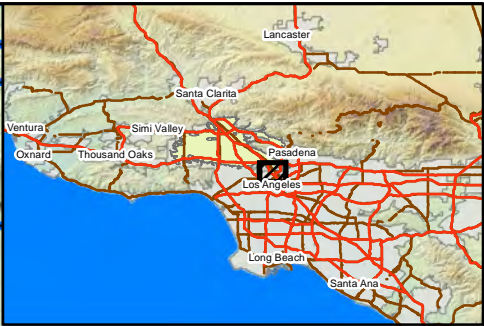 Lancaster
Santa Clarita
Ventura
Simi Valley
Oxnard
Thousand Oaks
Pasadena
Los Angeles
Long Beach
Santa Ana